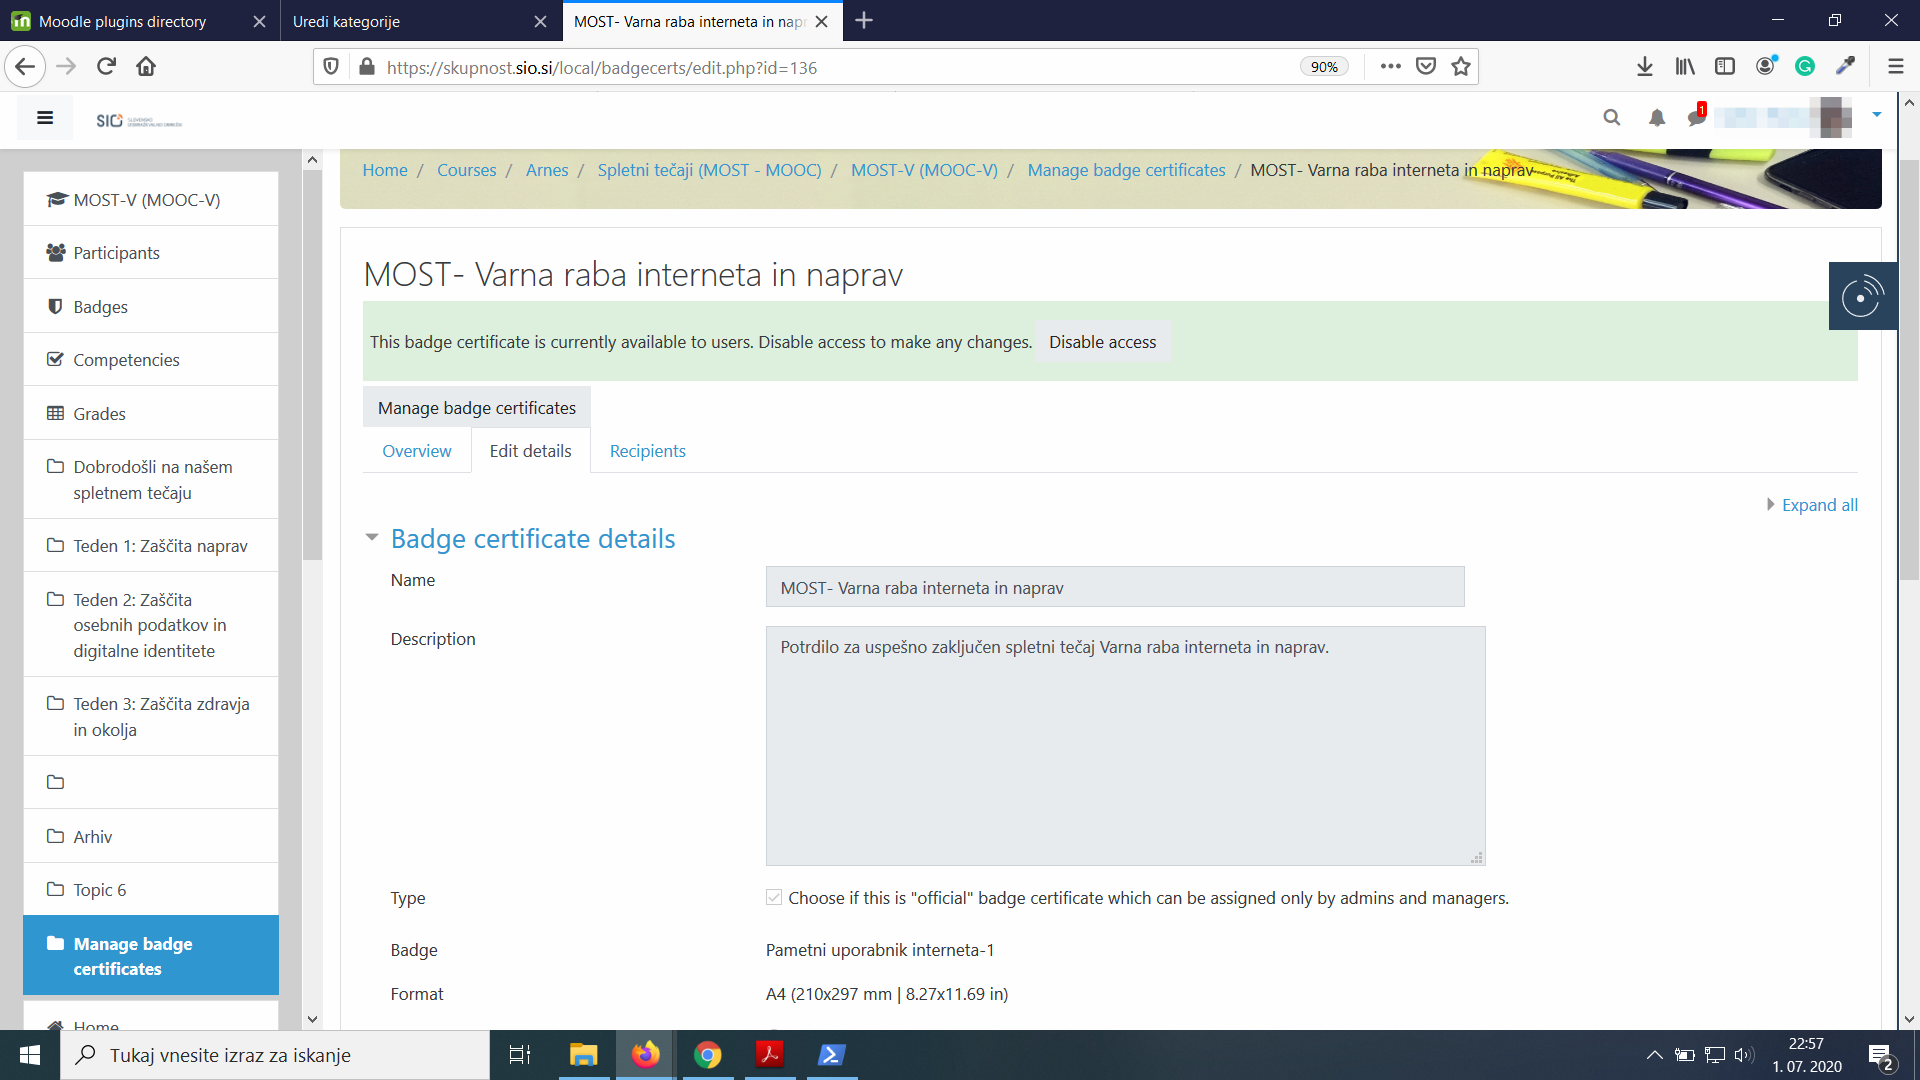 Moodle plugins directory
Uredi kategorije
MOST- Varna raba interneta in napr
https://skupnost.sio.si/local/badgecerts/edit.php?id=136
90%
SIO
1
Home / Courses / Arnes / Spletni tečaji (MOST - MOOC) / MOST-V (MOOC-V) / Manage badge certificates / MOST- Varna raba interneta in naprav
MOST-V (MOOC-V)
Participants
Badges
Competencies
Grades
Dobrodošli na našem
spletnem tečaju
Teden 1: Zaščita naprav
Teden 2: Zaščita
osebnih podatkov in
digitalne identitete
Teden 3: Zaščita zdravja
in okolja
Arhiv
Topic 6
Manage badge
certificates
Home
MOST- Varna raba interneta in naprav
This badge certificate is currently available to users. Disable access to make any changes. Disable access
Manage badge certificates
Overview
Edit details
Recipients
Expand all
Badge certificate details
Name
MOST- Varna raba interneta in naprav
Description
Potrdilo za uspešno zaključen spletni tečaj Varna raba interneta in naprav.
Type
Choose if this is "official" badge certificate which can be assigned only by admins and managers.
Badge
Pametni uporabnik interneta-1
Format
A4 (210x297 mm | 8.27x11.69 in)
Tukaj vnesite izraz za iskanje
22:57
1. 07. 2020
2